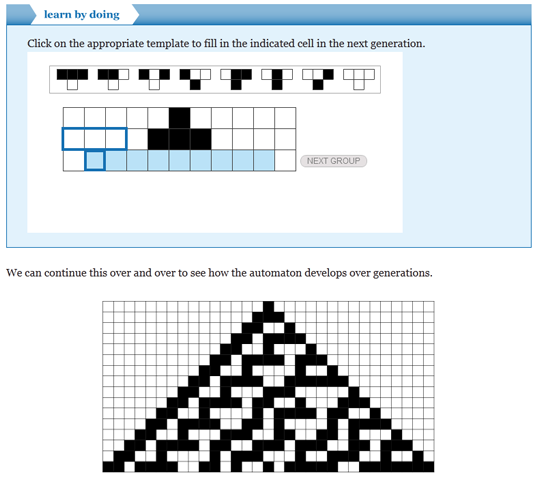 learn by doing
Click on the appropriate template to fill in the indicated cell in the next generation.
NEXT GROUP
We can continue this over and over to see how the automaton develops over generations.